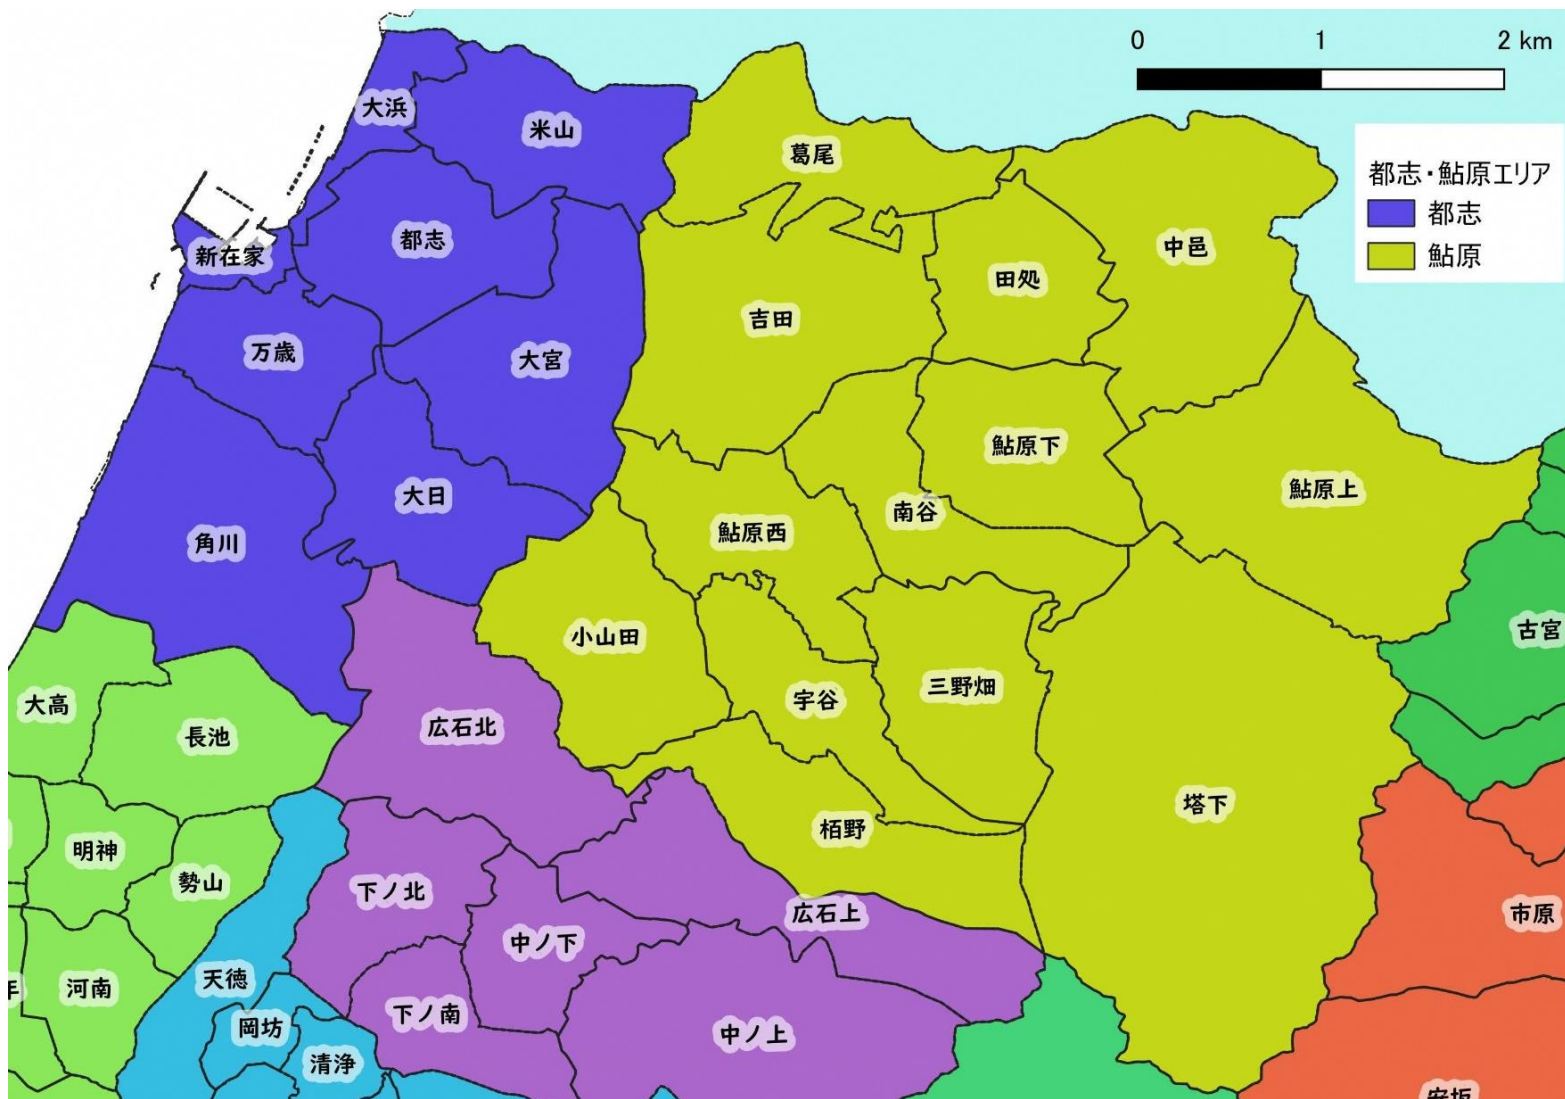 0 1 2 km
都志・鮎原エリア
都志
鮎原
大浜
米山
葛尾
都志
新在家
中邑
田処
吉田
万歳
大宮
鮎原下
大日
鮎原上
南谷
鮎原西
角川
小山田
古宮
三野畑
宇谷
大高
広石北
長池
塔下
栢野
明神
勢山
下ノ北
広石上
市原
中ノ下
天徳
河南
下ノ南
岡坊
中ノ上
清浄
安坂